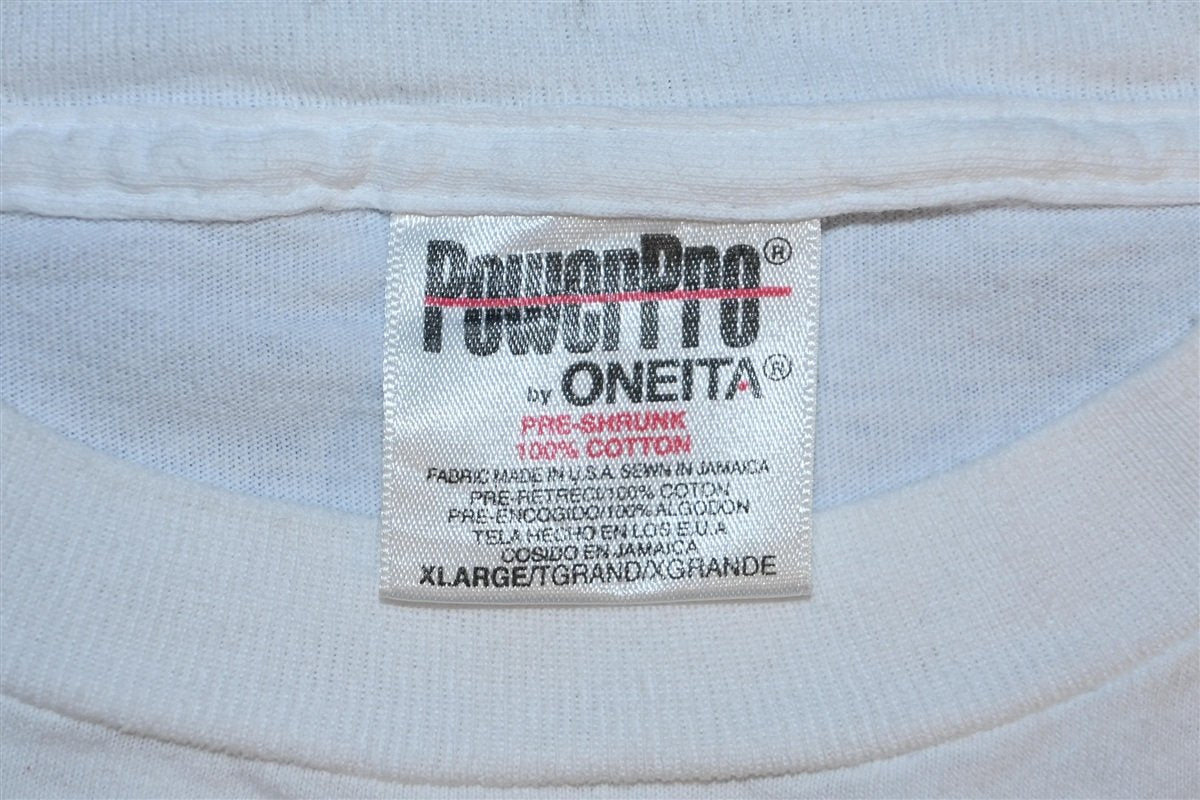 PowerPro®
by ONEITA®
PRE-SHRUNK
100% COTTON
FABRIC MADE IN U.S.A. SEWN IN JAMAICA
PRE-RETRECI/100% COTON
PRE-ENCOGIDO/100% ALGODON
TELA HECHO EN LOS E.U.A
COSIDO EN JAMAICA
XLARGE/TGRAND/XGRANDE